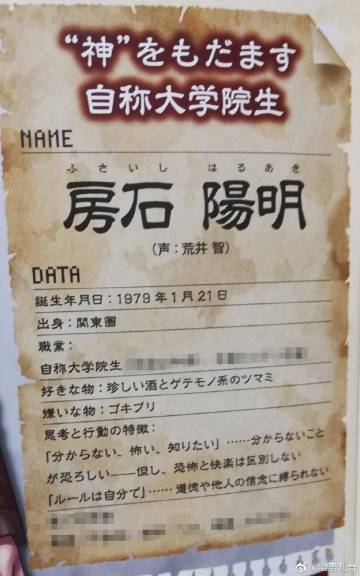 “神”をもだます
自称大学院生
NAME
ふさいし はるあき
房石 陽明
(声：荒井 智)
DATA
誕生年月日：1979年1月21日
出身：関東圏
職業：
自称大学院生
好きな物：珍しい酒とゲテモノ系のツマミ
嫌いな物：ゴキブリ
思考と行動の特徴：
「分からない、怖い、知りたい」……分からないこと
が恐ろしい——但し、恐怖と快楽は区別しない
「ルールは自分で」……道徳や他人の信念に縛られない